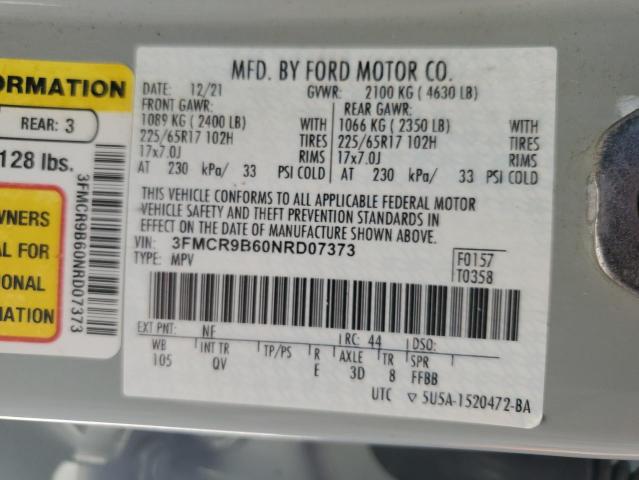 ORMATION
REAR: 3
128 lbs.
3FMCR9B60NRD07373
WNERS
AL FOR
IONAL
RMATION
MFD. BY FORD MOTOR CO.
DATE: 12/21 GVWR: 2100 KG ( 4630 LB)
FRONT GAWR: REAR GAWR:
1089 KG ( 2400 LB) WITH 1066 KG ( 2350 LB) WITH
225/65R17 102H TIRES 225/65R17 102H TIRES
17x7.0J RIMS 17x7.0J RIMS
AT 230 kPa/ 33 PSI COLD AT 230 kPa/ 33 PSI COLD
THIS VEHICLE CONFORMS TO ALL APPLICABLE FEDERAL MOTOR
VEHICLE SAFETY AND THEFT PREVENTION STANDARDS IN
EFFECT ON THE DATE OF MANUFACTURE SHOWN ABOVE.
VIN: 3FMCR9B60NRD07373
TYPE: MPV
F0157
T0358
EXT PNT: NF RC: 44 DSO:
WB INT TR TP/PS R AXLE TR SPR
105 QV E 3D 8 FFBB
UTC ▽ 5U5A-1520472-BA